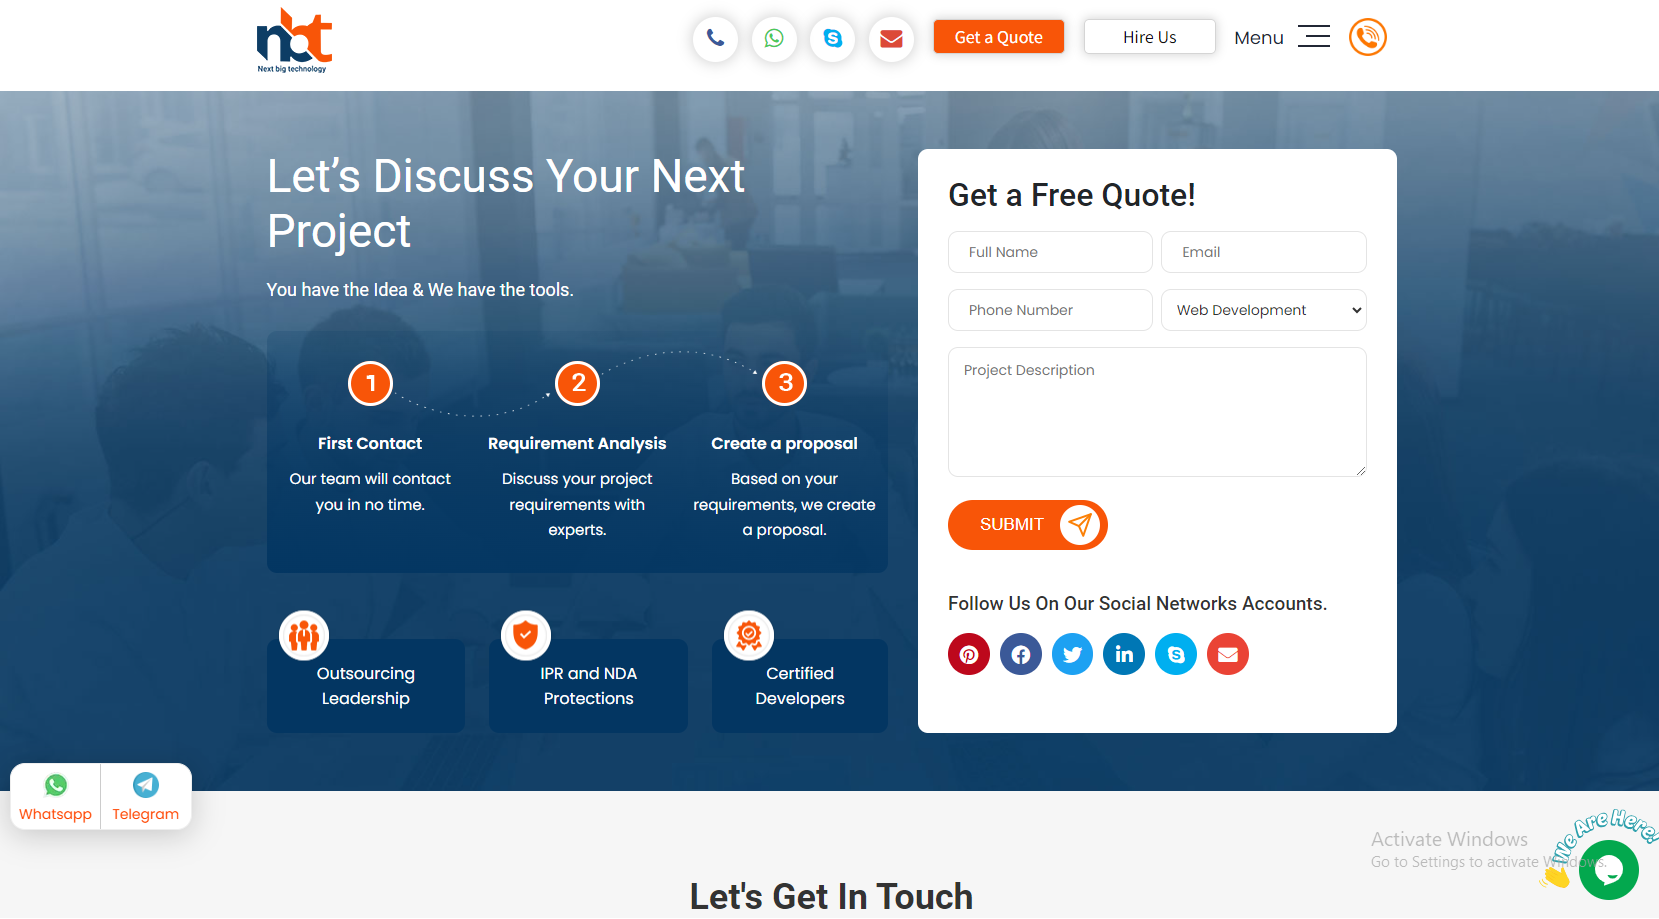 nbt
Next big technology
Get a Quote
Hire Us
Menu
Let’s Discuss Your Next
Project
You have the Idea & We have the tools.
1
2
3
First Contact
Our team will contact
you in no time.
Requirement Analysis
Discuss your project
requirements with
experts.
Create a proposal
Based on your
requirements, we create
a proposal.
Outsourcing
Leadership
IPR and NDA
Protections
Certified
Developers
Get a Free Quote!
Full Name
Email
Phone Number
Web Development
Project Description
SUBMIT
Follow Us On Our Social Networks Accounts.
Whatsapp
Telegram
We Are Here!
Activate Windows
Go to Settings to activate Windows.
Let's Get In Touch